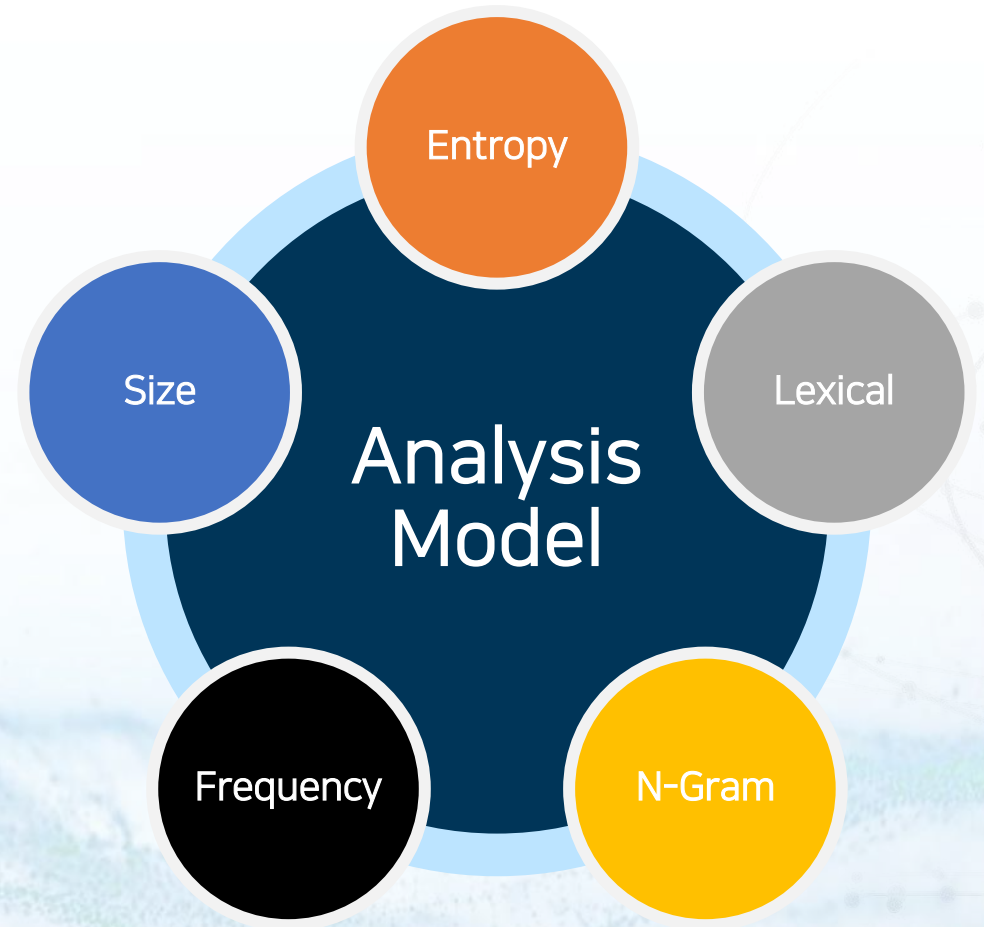 Entropy
Size
Lexical
Analysis
Model
Frequency
N-Gram